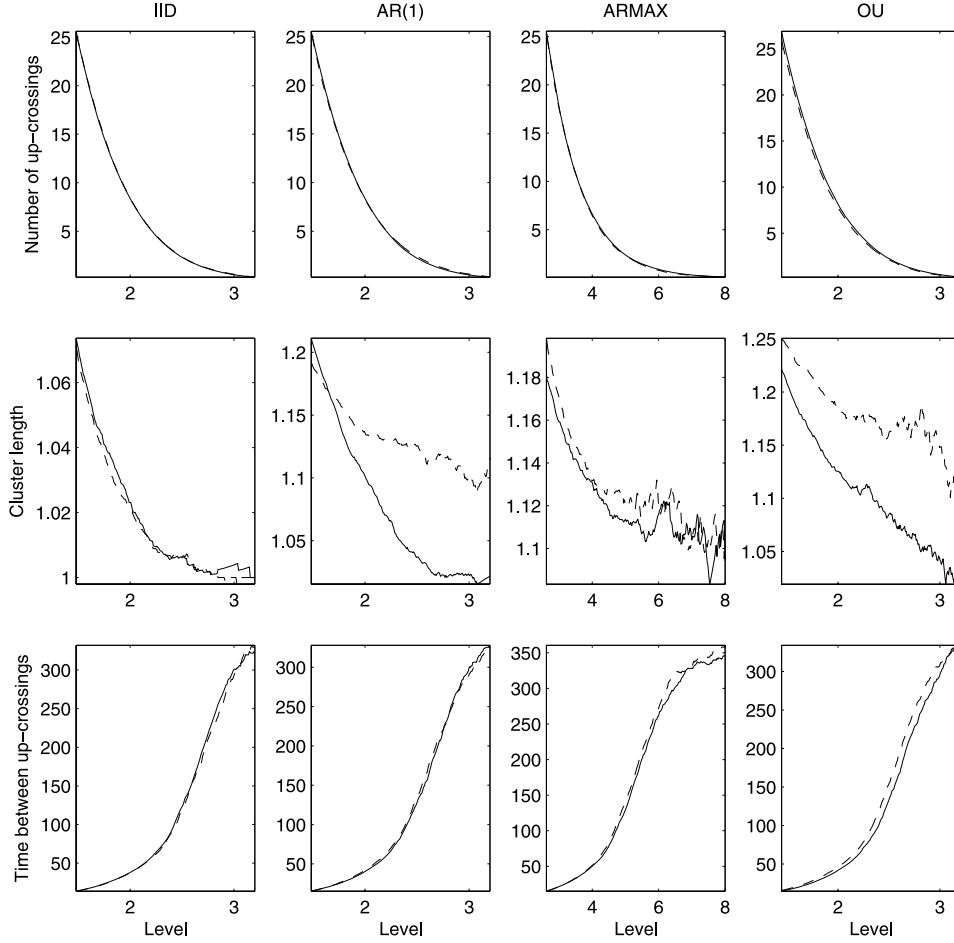 IID AR(1) ARMAX OU
Number of up-crossings
25 20 15 10 5
2 3
25 20 15 10 5
2 3
25 20 15 10 5
4 6 8
25 20 15 10 5
2 3
Cluster length
1.06 1.04 1.02 1
2 3
1.2 1.15 1.1 1.05
2 3
1.18 1.16 1.14 1.12 1.1
4 6 8
1.25 1.2 1.15 1.1 1.05
2 3
Time between up-crossings
300 250 200 150 100 50
2 3
300 250 200 150 100 50
2 3
350 300 250 200 150 100 50
4 6 8
300 250 200 150 100 50
2 3
Level Level Level Level